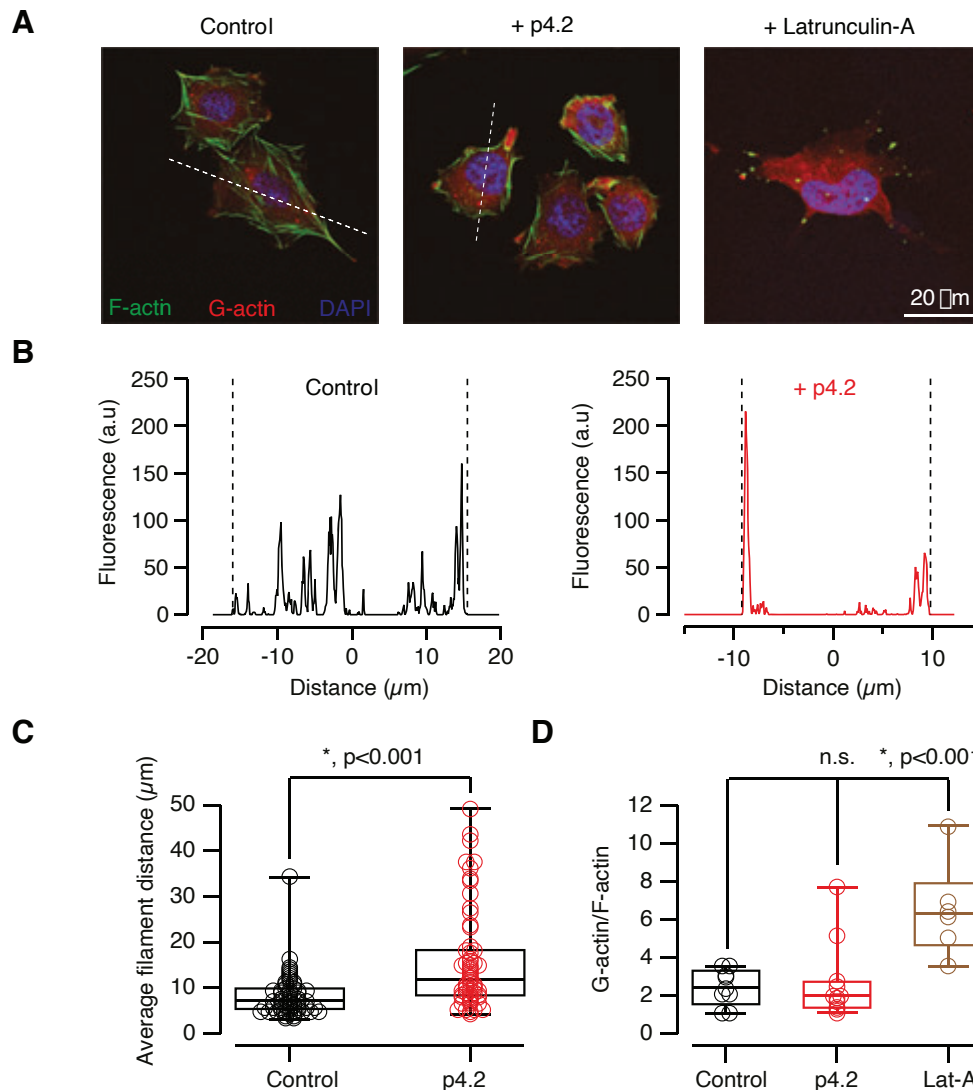 A
Control
+ p4.2
+ Latrunculin-A
F-actin G-actin DAPI
20 □m
B
Control
+ p4.2
Fluorescence (a.u)
250
200
150
100
50
0
-20 -10 0 10 20
Distance (µm)
Fluorescence (a.u)
250
200
150
100
50
0
-10 0 10
Distance (µm)
C
*, p<0.001
Average filament distance (µm)
50
40
30
20
10
0
Control p4.2
D
n.s. *, p<0.001
G-actin/F-actin
12
10
8
6
4
2
0
Control p4.2 Lat-A